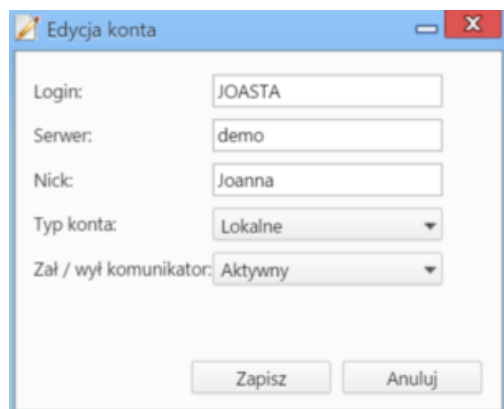 Edycja konta
Login: JOASTA
Serwer: demo
Nick: Joanna
Typ konta: Lokalne
Zał / wył komunikator: Aktywny
Zapisz Anuluj